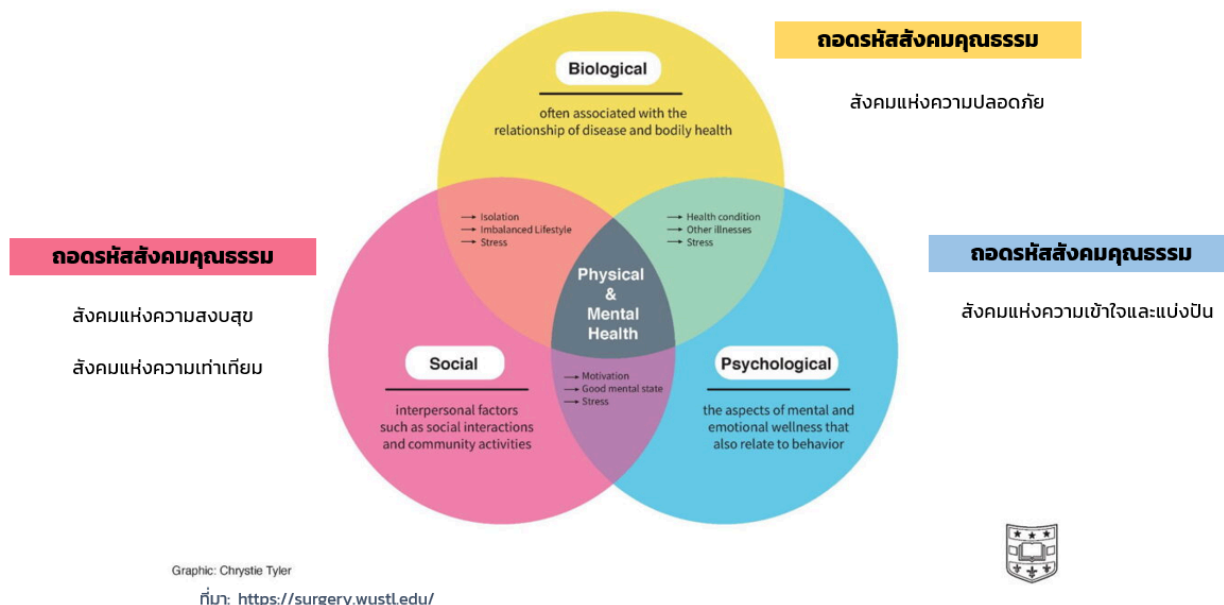 ถอดรหัสสังคมคุณธรรม
สังคมแห่งความปลอดภัย
Biological
often associated with the
relationship of disease and bodily health
→ Isolation
→ Imbalanced Lifestyle
→ Stress
→ Health condition
→ Other illnesses
→ Stress
ถอดรหัสสังคมคุณธรรม
สังคมแห่งความสงบสุข
สังคมแห่งความเท่าเทียม
Physical
&
Mental
Health
ถอดรหัสสังคมคุณธรรม
สังคมแห่งความเข้าใจและแบ่งปัน
Social
interpersonal factors
such as social interactions
and community activities
→ Motivation
→ Good mental state
→ Stress
Psychological
the aspects of mental and
emotional wellness that
also relate to behavior
Graphic: Chrystie Tyler
ที่มา: https://surgery.wustl.edu/